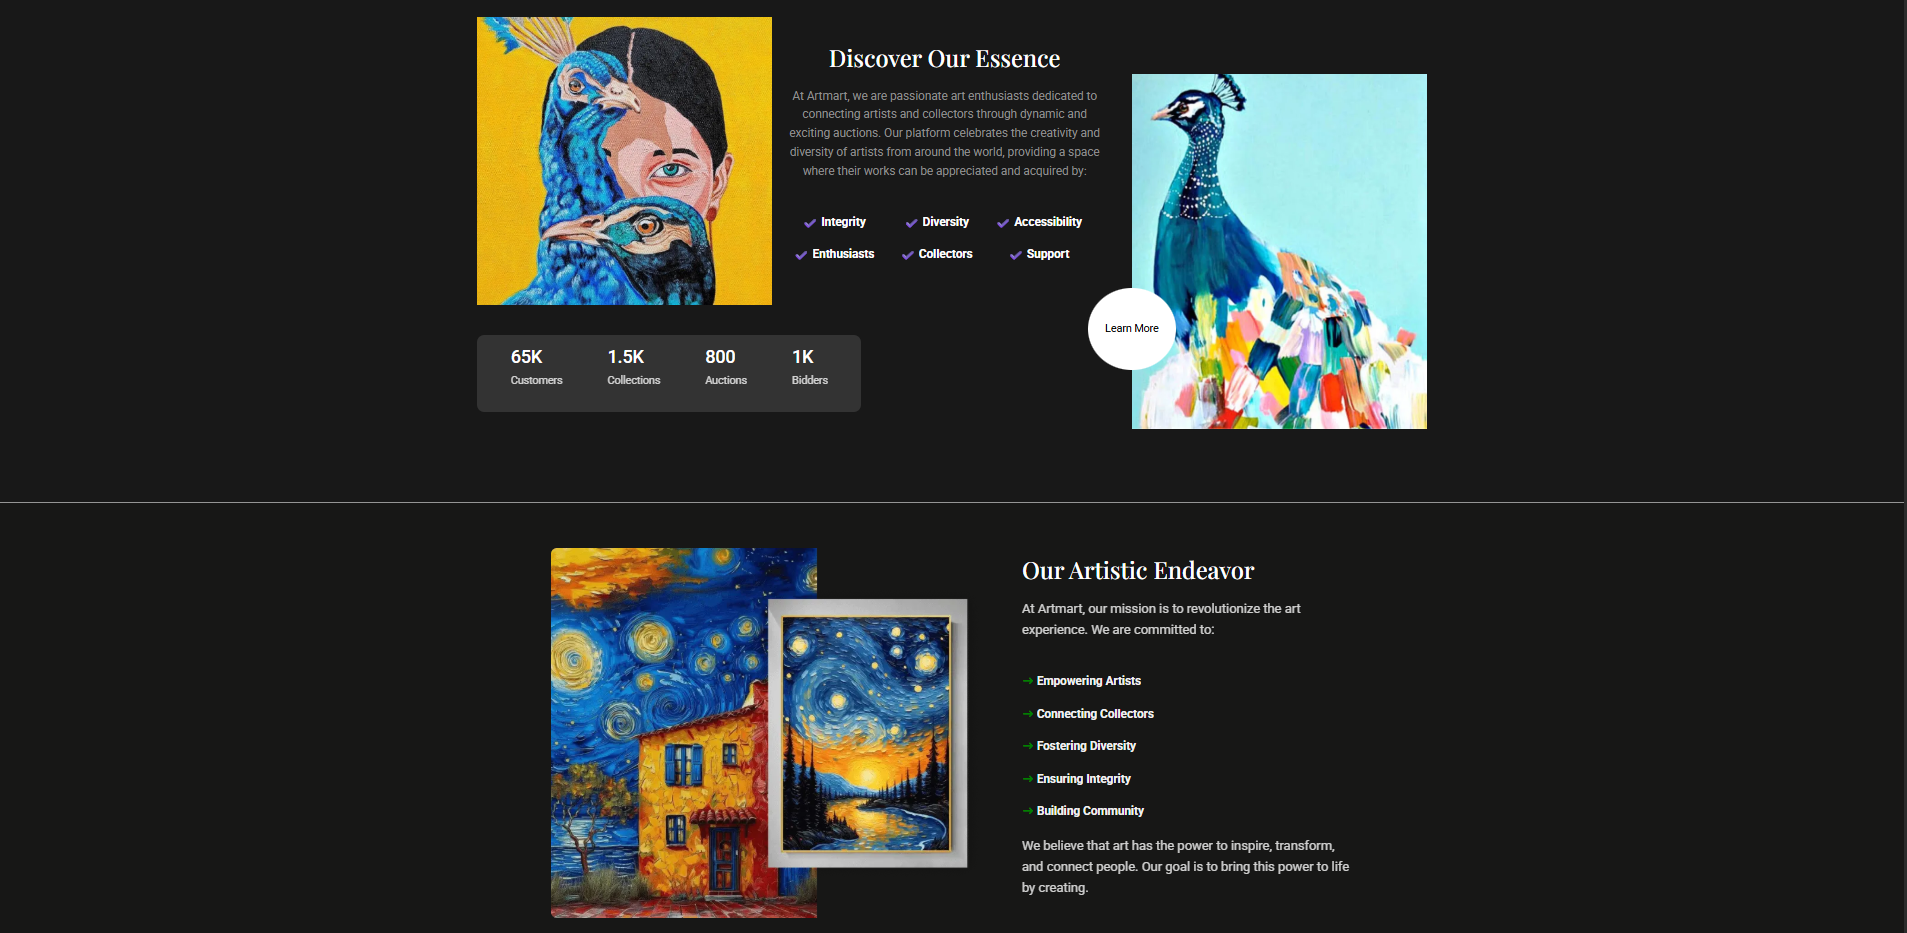 Discover Our Essence
At Artmart, we are passionate art enthusiasts dedicated to
connecting artists and collectors through dynamic and
exciting auctions. Our platform celebrates the creativity and
diversity of artists from around the world, providing a space
where their works can be appreciated and acquired by:
Integrity Diversity Accessibility
Enthusiasts Collectors Support
Learn More
65K 1.5K 800 1K
Customers Collections Auctions Bidders
Our Artistic Endeavor
At Artmart, our mission is to revolutionize the art
experience. We are committed to:
→ Empowering Artists
→ Connecting Collectors
→ Fostering Diversity
→ Ensuring Integrity
→ Building Community
We believe that art has the power to inspire, transform,
and connect people. Our goal is to bring this power to life
by creating.